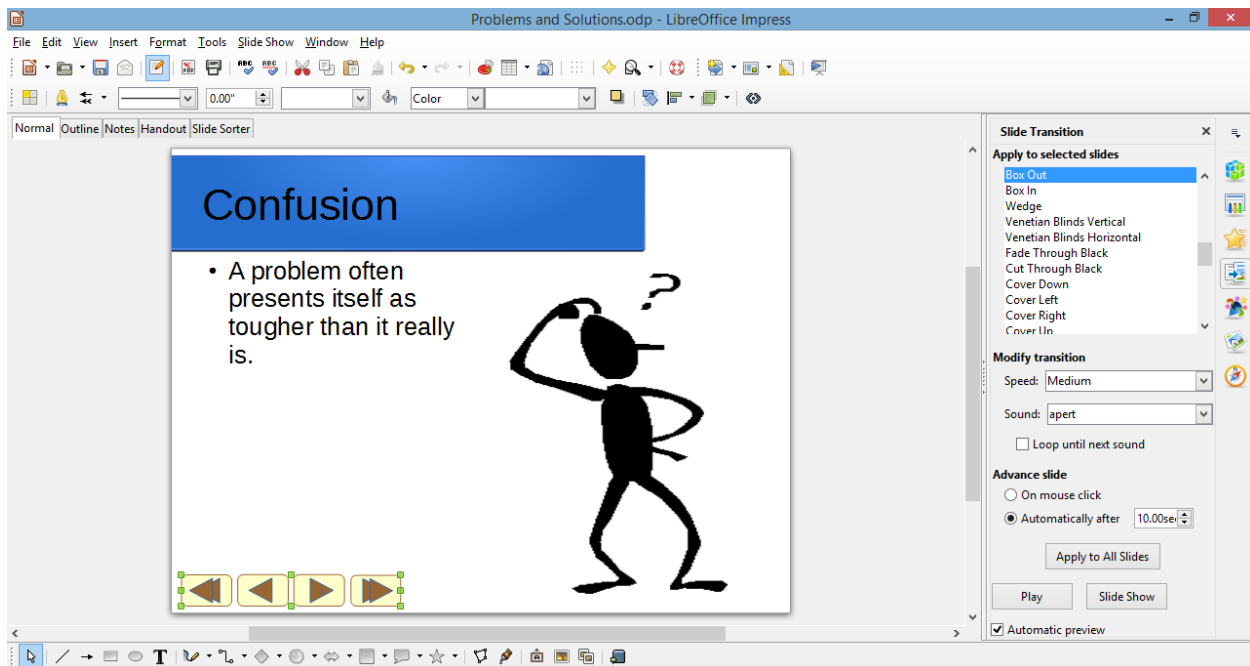 Problems and Solutions.odp - LibreOffice Impress
File Edit View Insert Format Tools Slide Show Window Help
0.00" Color
Normal Outline Notes Handout Slide Sorter
Confusion
• A problem often
presents itself as
tougher than it really
is.
?
Slide Transition
Apply to selected slides
Box Out
Box In
Wedge
Venetian Blinds Vertical
Venetian Blinds Horizontal
Fade Through Black
Cut Through Black
Cover Down
Cover Left
Cover Right
Cover Up
Modify transition
Speed: Medium
Sound: apert
Loop until next sound
Advance slide
On mouse click
Automatically after 10.00sec
Apply to All Slides
Play Slide Show
Automatic preview